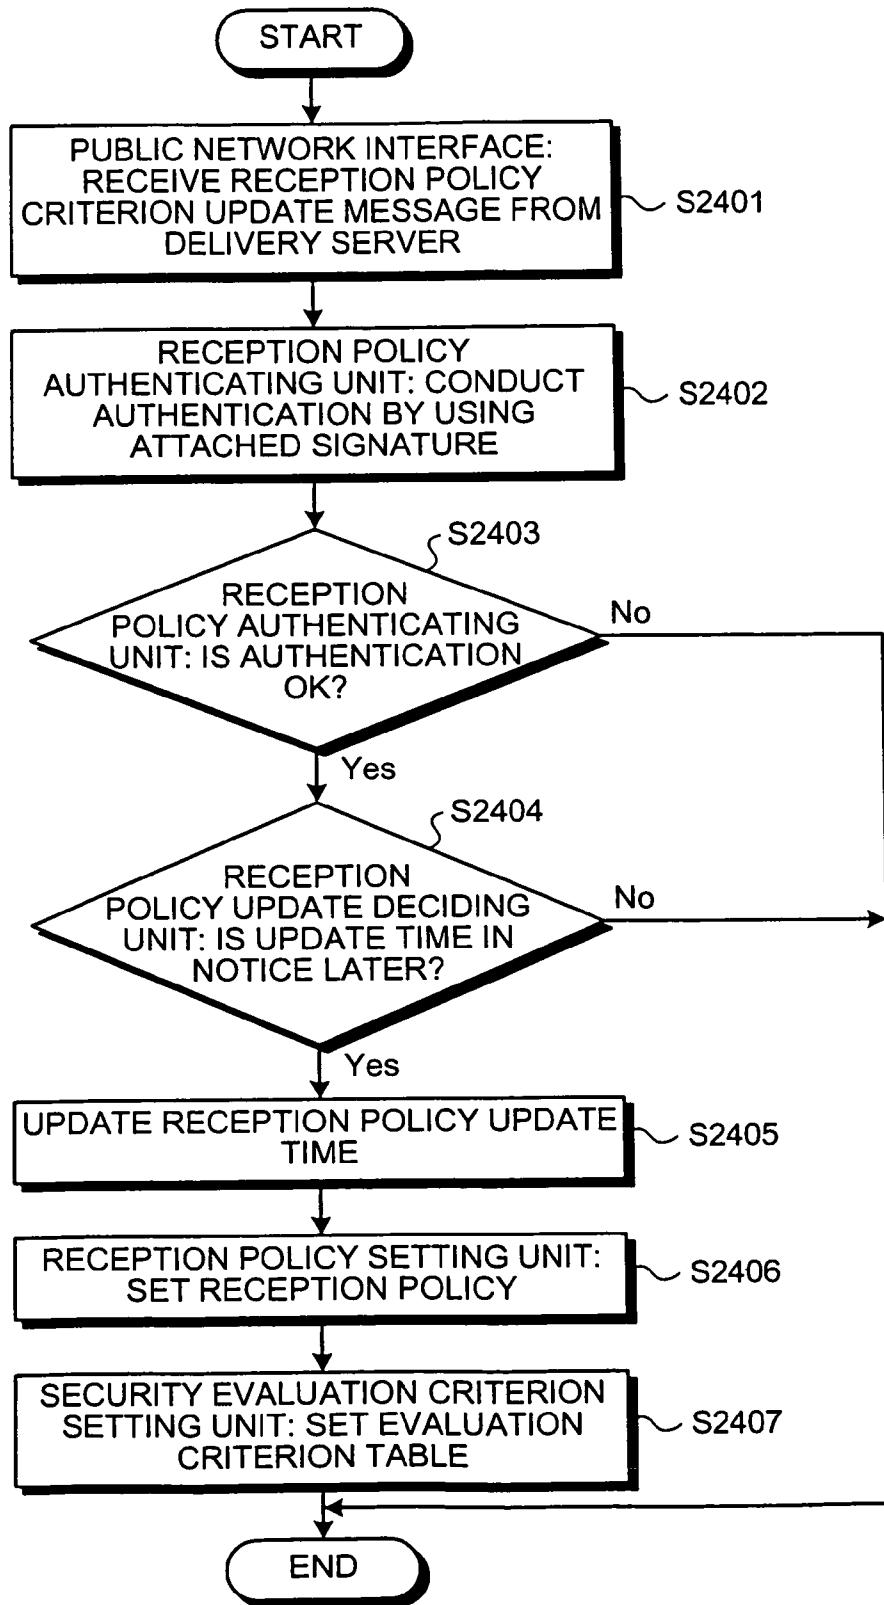 START
PUBLIC NETWORK INTERFACE:
RECEIVE RECEPTION POLICY
CRITERION UPDATE MESSAGE FROM
DELIVERY SERVER
S2401
RECEPTION POLICY
AUTHENTICATING UNIT: CONDUCT
AUTHENTICATION BY USING
ATTACHED SIGNATURE
S2402
S2403
RECEPTION
POLICY AUTHENTICATING
UNIT: IS AUTHENTICATION
OK?
No
Yes
S2404
RECEPTION
POLICY UPDATE DECIDING
UNIT: IS UPDATE TIME IN
NOTICE LATER?
No
Yes
UPDATE RECEPTION POLICY UPDATE
TIME
S2405
RECEPTION POLICY SETTING UNIT:
SET RECEPTION POLICY
S2406
SECURITY EVALUATION CRITERION
SETTING UNIT: SET EVALUATION
CRITERION TABLE
S2407
END